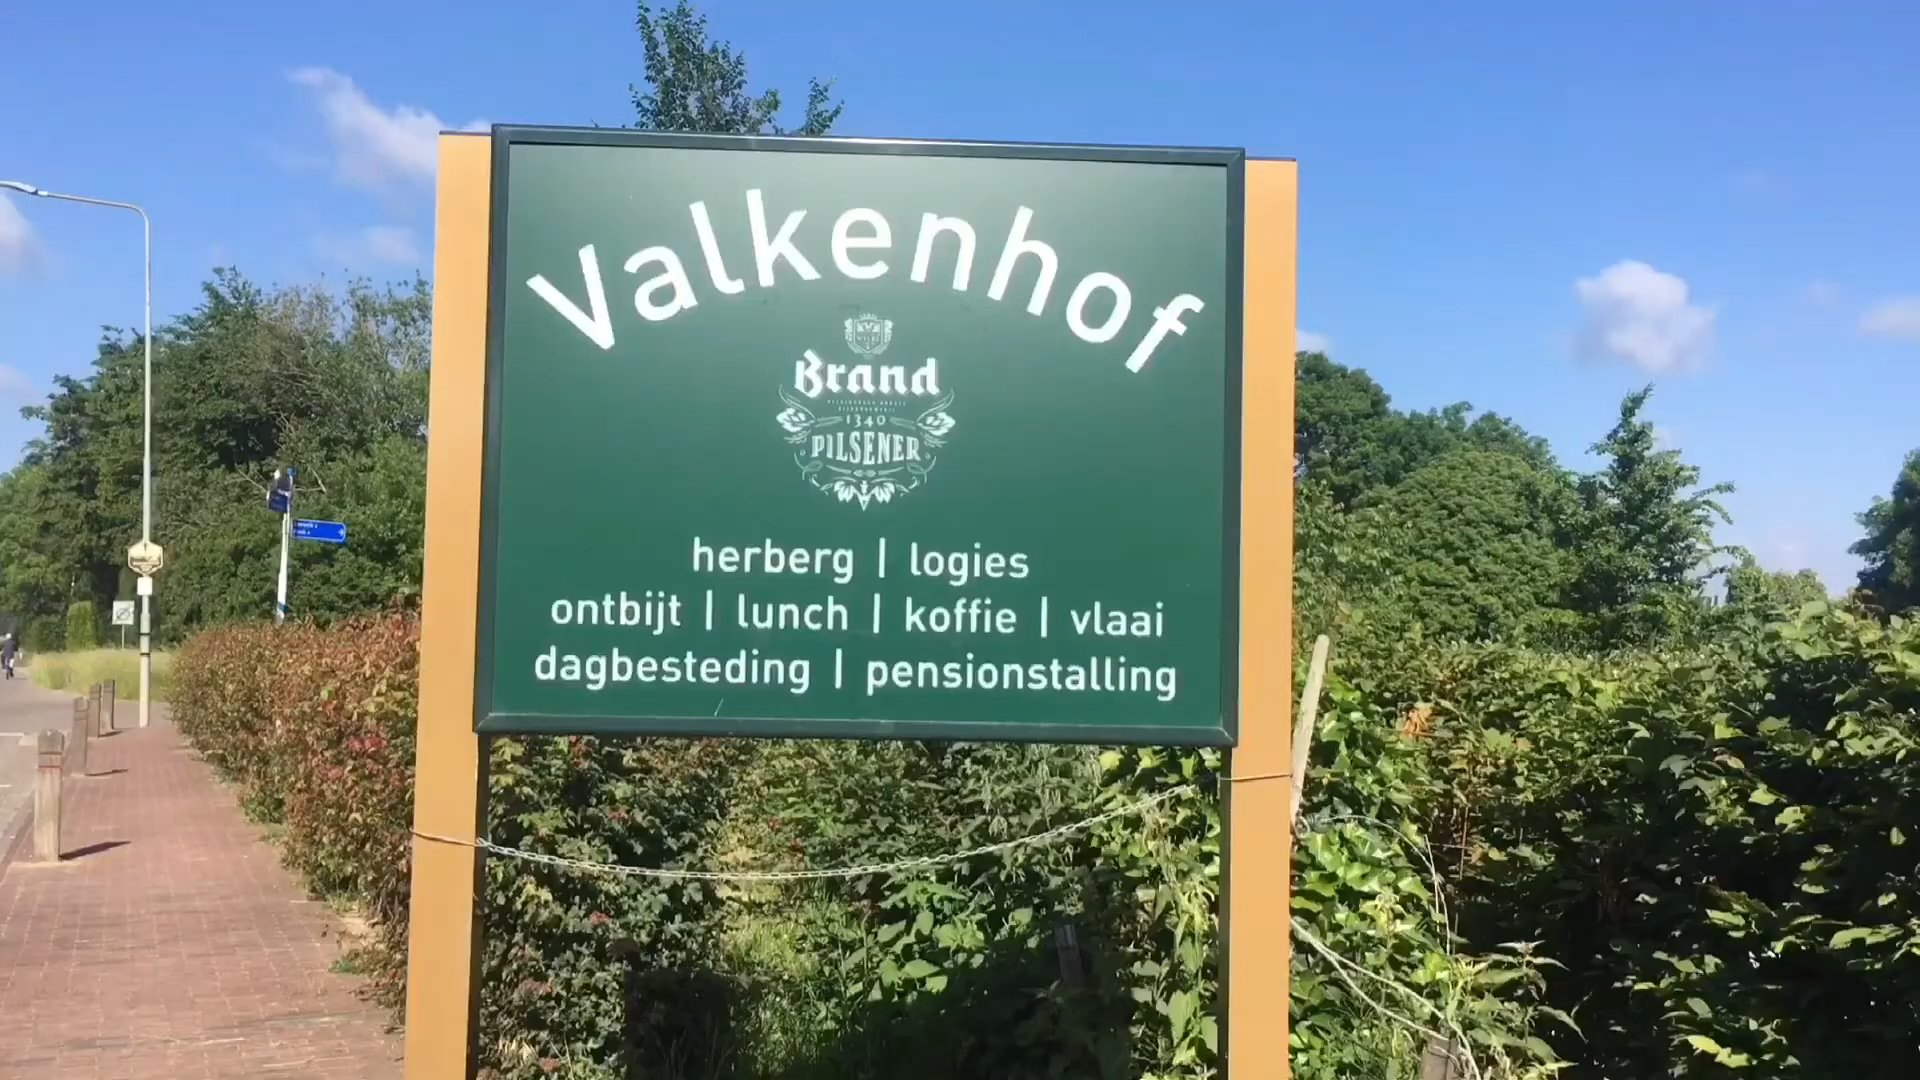 Valkenhof
Brand
1340
PILSENER
herberg | logies
ontbijt | lunch | koffie | vlaai
dagbesteding | pensionstalling